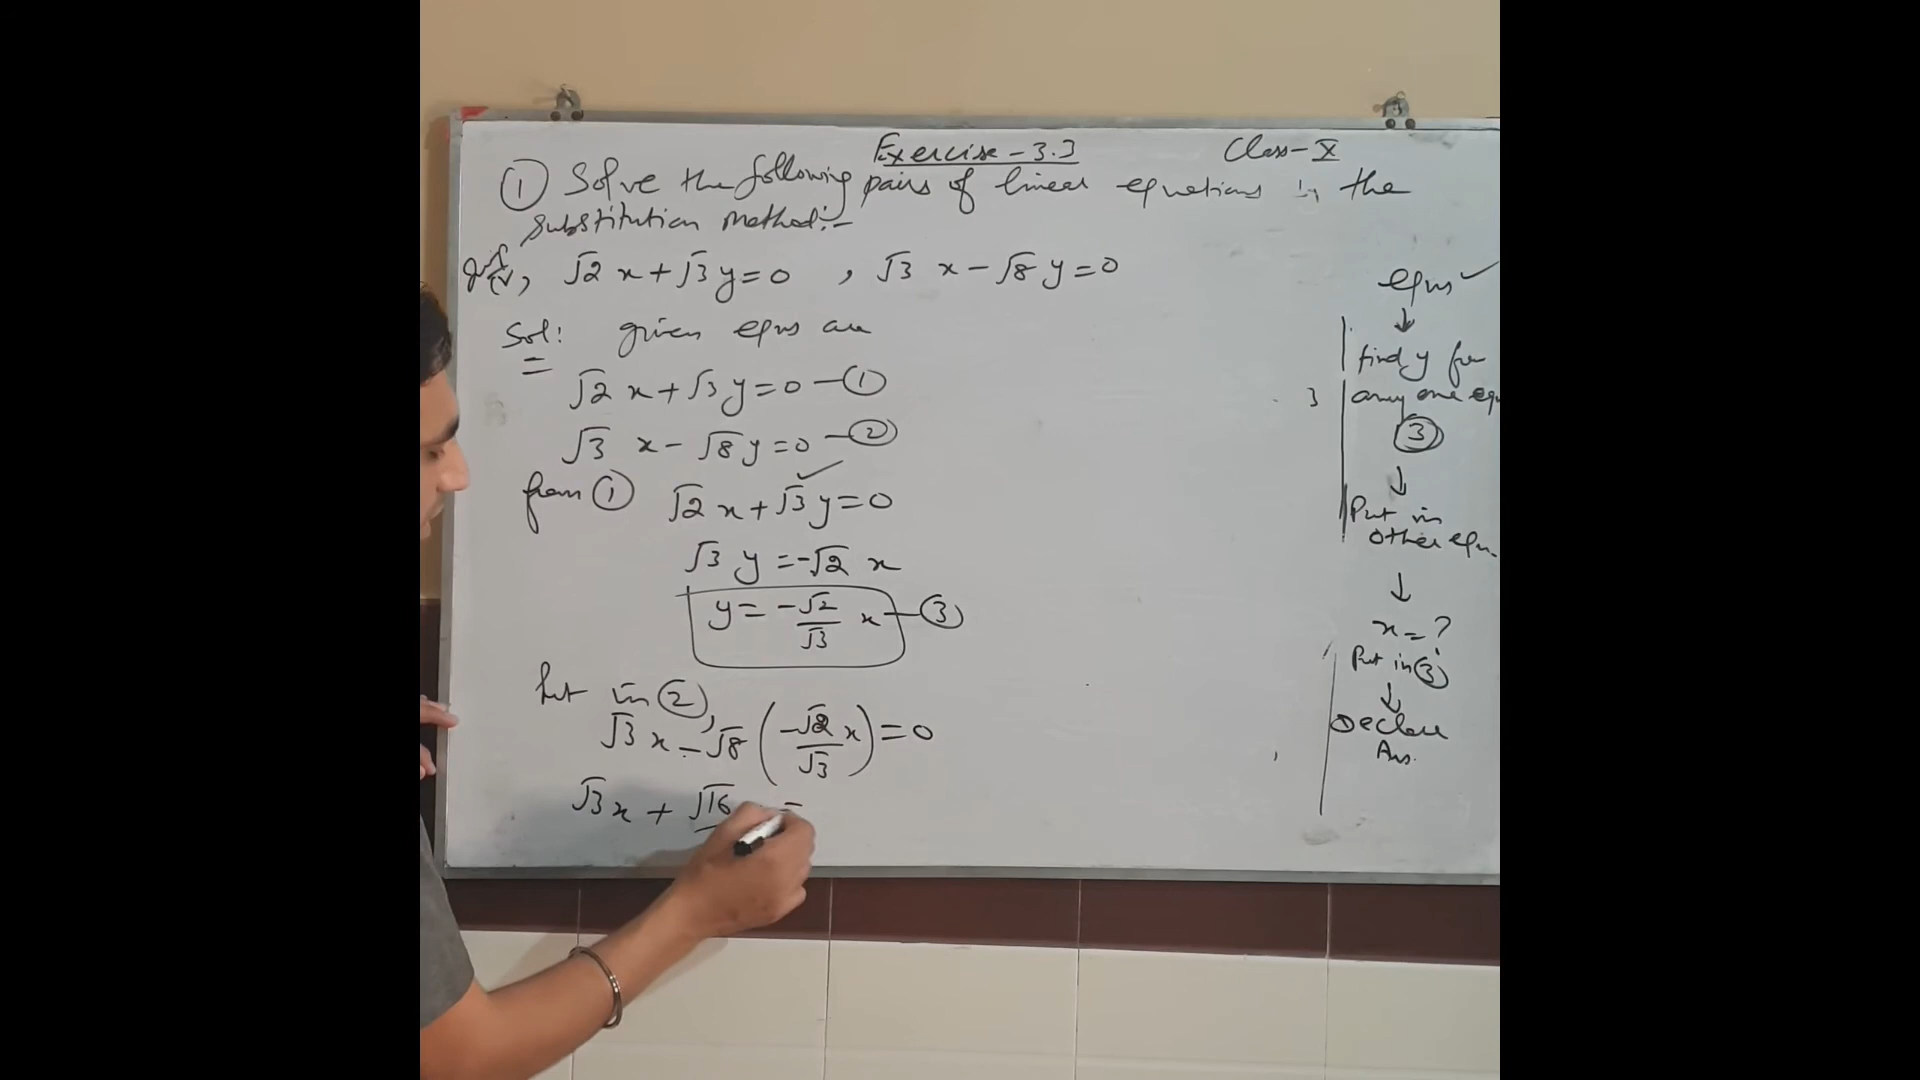 Exercise-3.3
Class-X
① Solve the following pairs of linear equations by the
substitution method:-
√2 x+√3 y=0 , √3 x-√8 y=0
Sol: given eqns are
√2 x+√3 y=0 -①
√3 x-√8 y=0 -②
from ① √2 x+√3 y=0
√3 y=-√2 x
y= -√2/√3 x -③
Put in ②,
√3 x-√8 (-√2/√3 x)=0
√3 x + √16 =
eqns ✓
↓
find y from
any one eqn
③
↓
Put in
other eqn.
↓
x=?
Put in ③
↓
Declare
Ans.